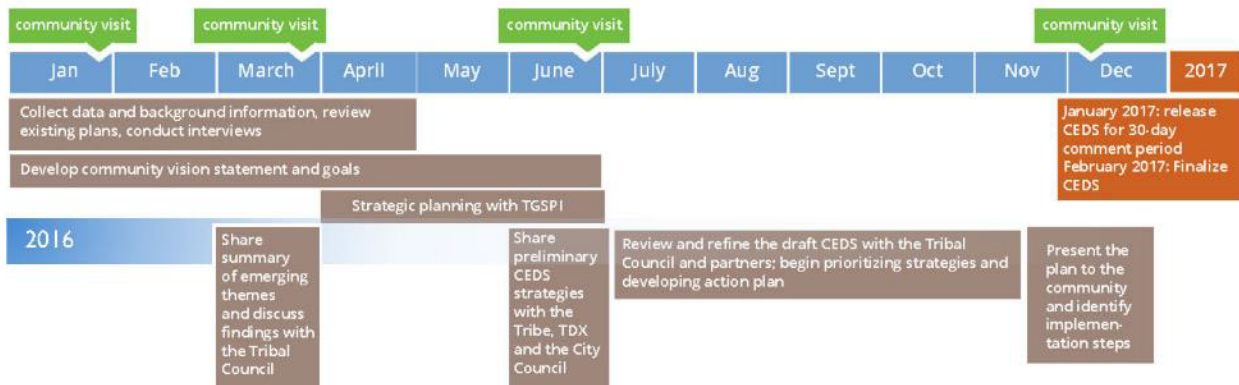 community visit
community visit
community visit
community visit
Jan
Feb
March
April
May
June
July
Aug
Sept
Oct
Nov
Dec
2017
Collect data and background information, review
existing plans, conduct interviews
January 2017: release
CEDS for 30-day
comment period
February 2017: Finalize
CEDS
Develop community vision statement and goals
Strategic planning with TGSPI
2016
Share
summary
of emerging
themes
and discuss
findings with
the Tribal
Council
Share
preliminary
CEDS
strategies
with the
Tribe, TDX
and the City
Council
Review and refine the draft CEDS with the Tribal
Council and partners; begin prioritizing strategies and
developing action plan
Present the
plan to the
community
and identify
implemen-
tation steps